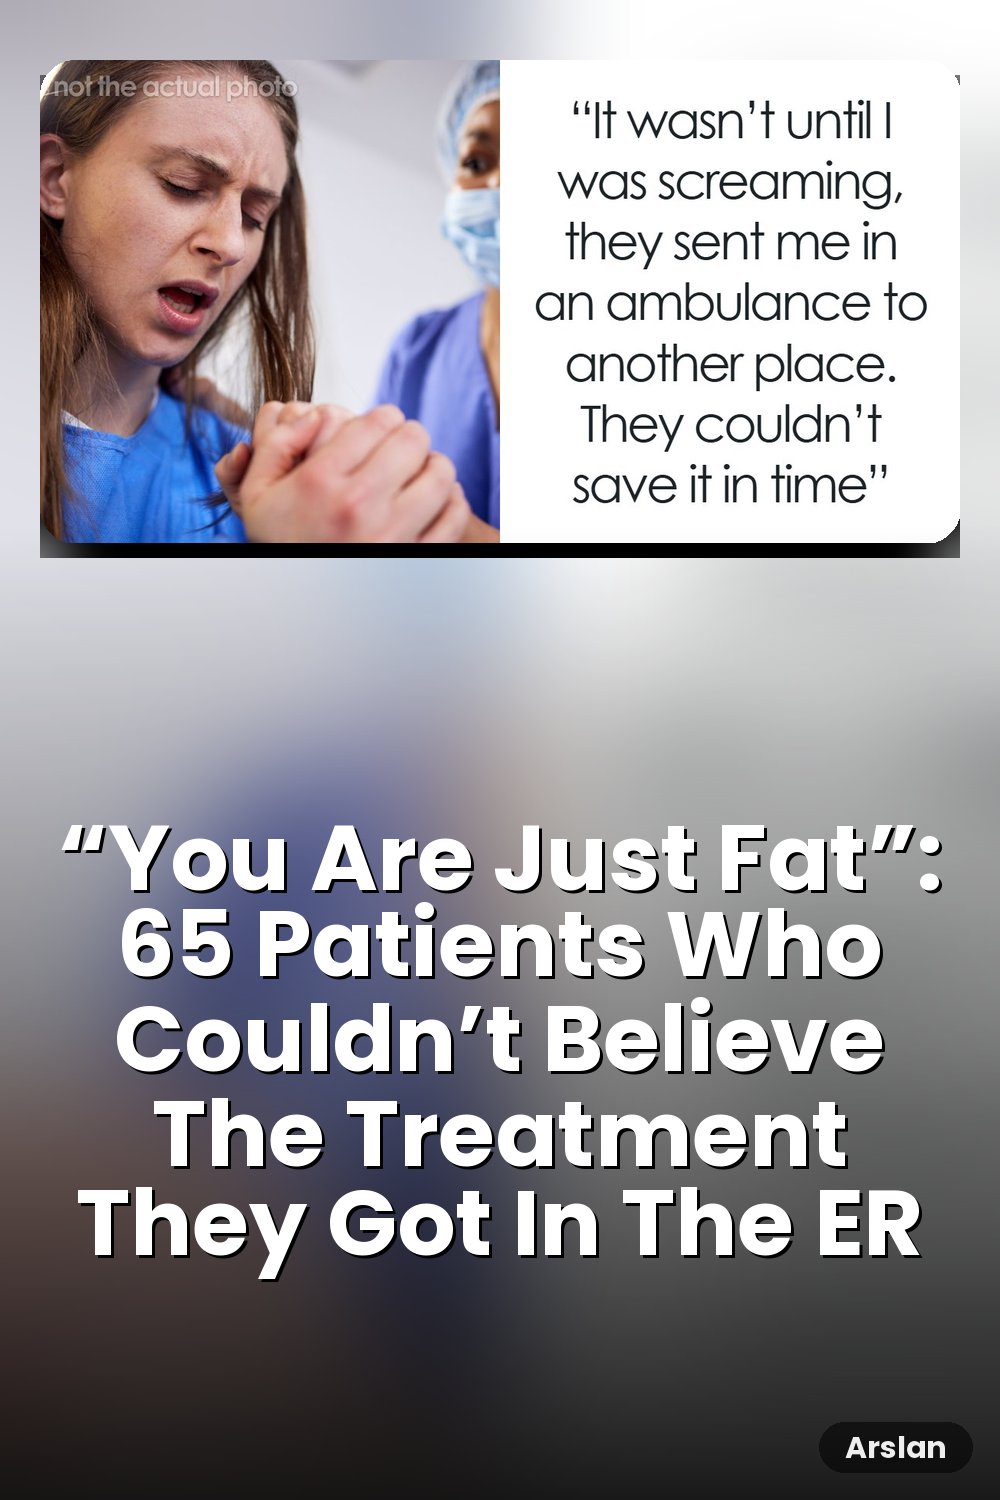 not the actual photo
“It wasn’t until I
was screaming,
they sent me in
an ambulance to
another place.
They couldn’t
save it in time”
“You Are Just Fat”:
65 Patients Who
Couldn’t Believe
The Treatment
They Got In The ER
Arslan